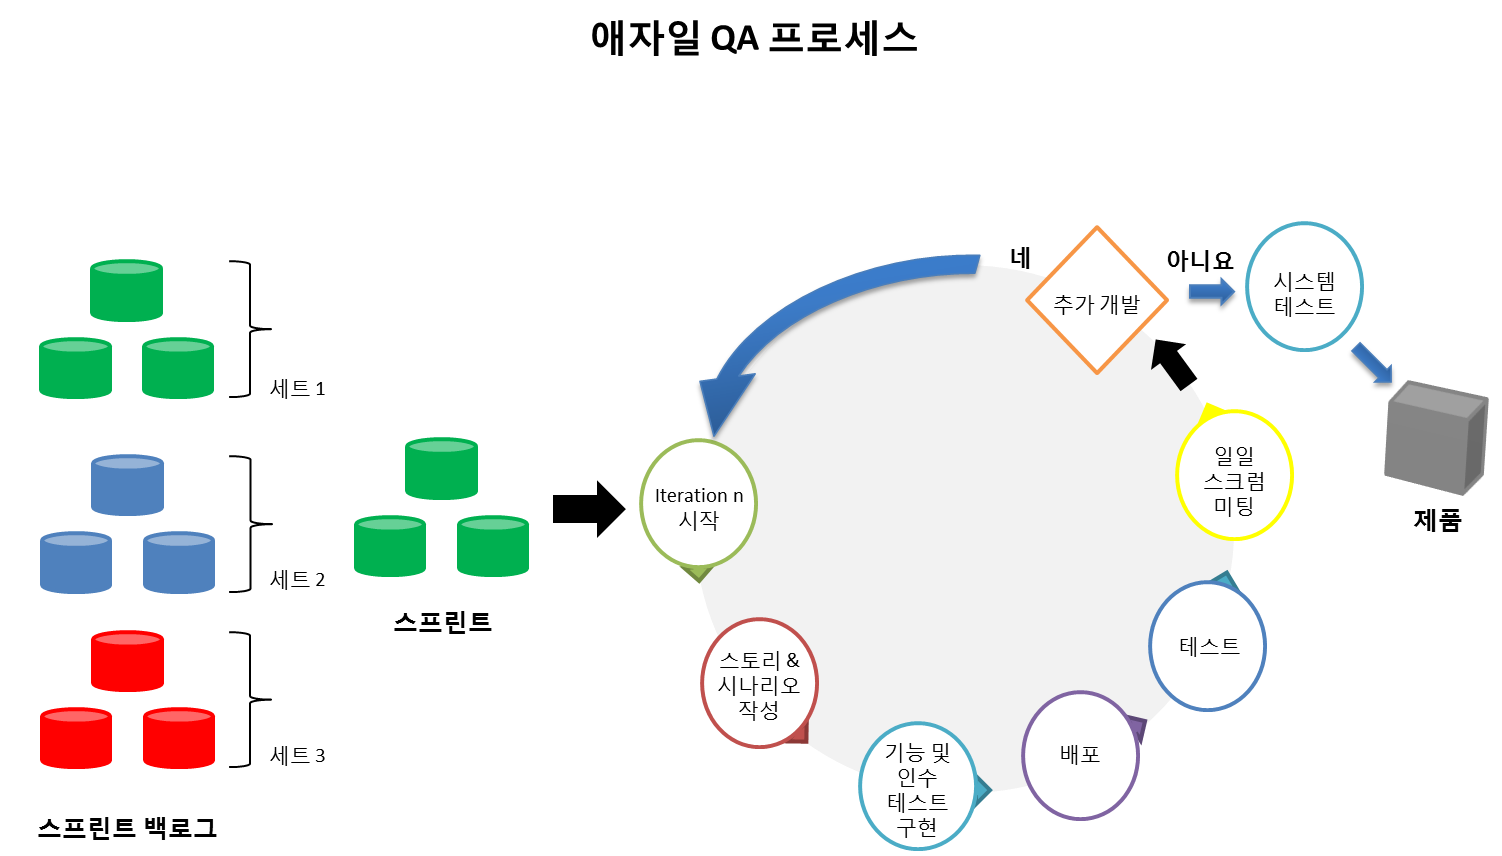 애자일 QA 프로세스
세트 1
세트 2
세트 3
스프린트 백로그
스프린트
Iteration n
시작
스토리 &
시나리오
작성
기능 및
인수
테스트
구현
배포
테스트
일일
스크럼
미팅
추가 개발
네
아니요
시스템
테스트
제품